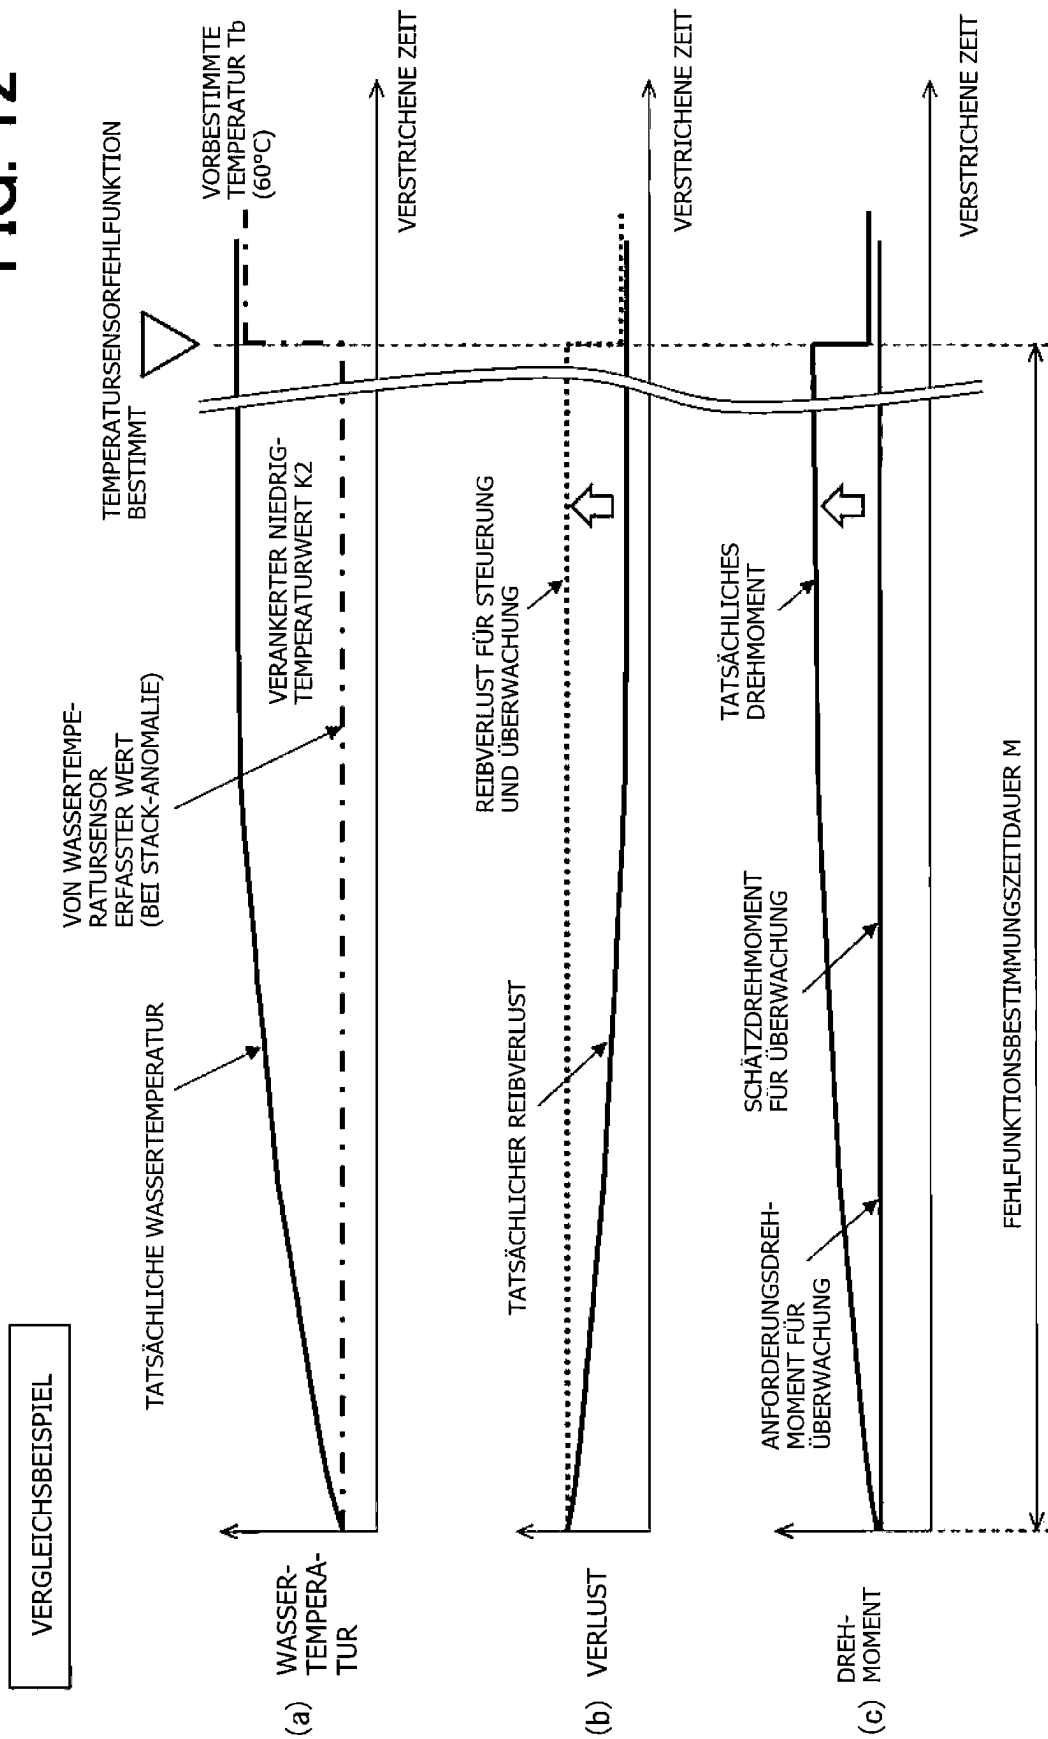 FIG. 12
VERGLEICHSBEISPIEL
TEMPERATURSENSORFEHLFUNKTION
BESTIMMT
VON WASSERTEMPE-
RATURSENSOR
ERFASSTER WERT
(BEI STACK-ANOMALIE)
TATSÄCHLICHE WASSERTEMPERATUR
VERANKERTER NIEDRIG-
TEMPERATURWERT K2
VORBESTIMMTE
TEMPERATUR Tb
(60°C)
(a)
WASSER-
TEMPERA-
TUR
VERSTRICHENE ZEIT
REIBVERLUST FÜR STEUERUNG
UND ÜBERWACHUNG
TATSÄCHLICHER REIBVERLUST
(b) VERLUST
VERSTRICHENE ZEIT
TATSÄCHLICHES
DREHMOMENT
SCHÄTZDREHMOMENT
FÜR ÜBERWACHUNG
ANFORDERUNGSDREH-
MOMENT FÜR
ÜBERWACHUNG
(c)
DREH-
MOMENT
VERSTRICHENE ZEIT
FEHLFUNKTIONSBESTIMMUNGSZEITDAUER M